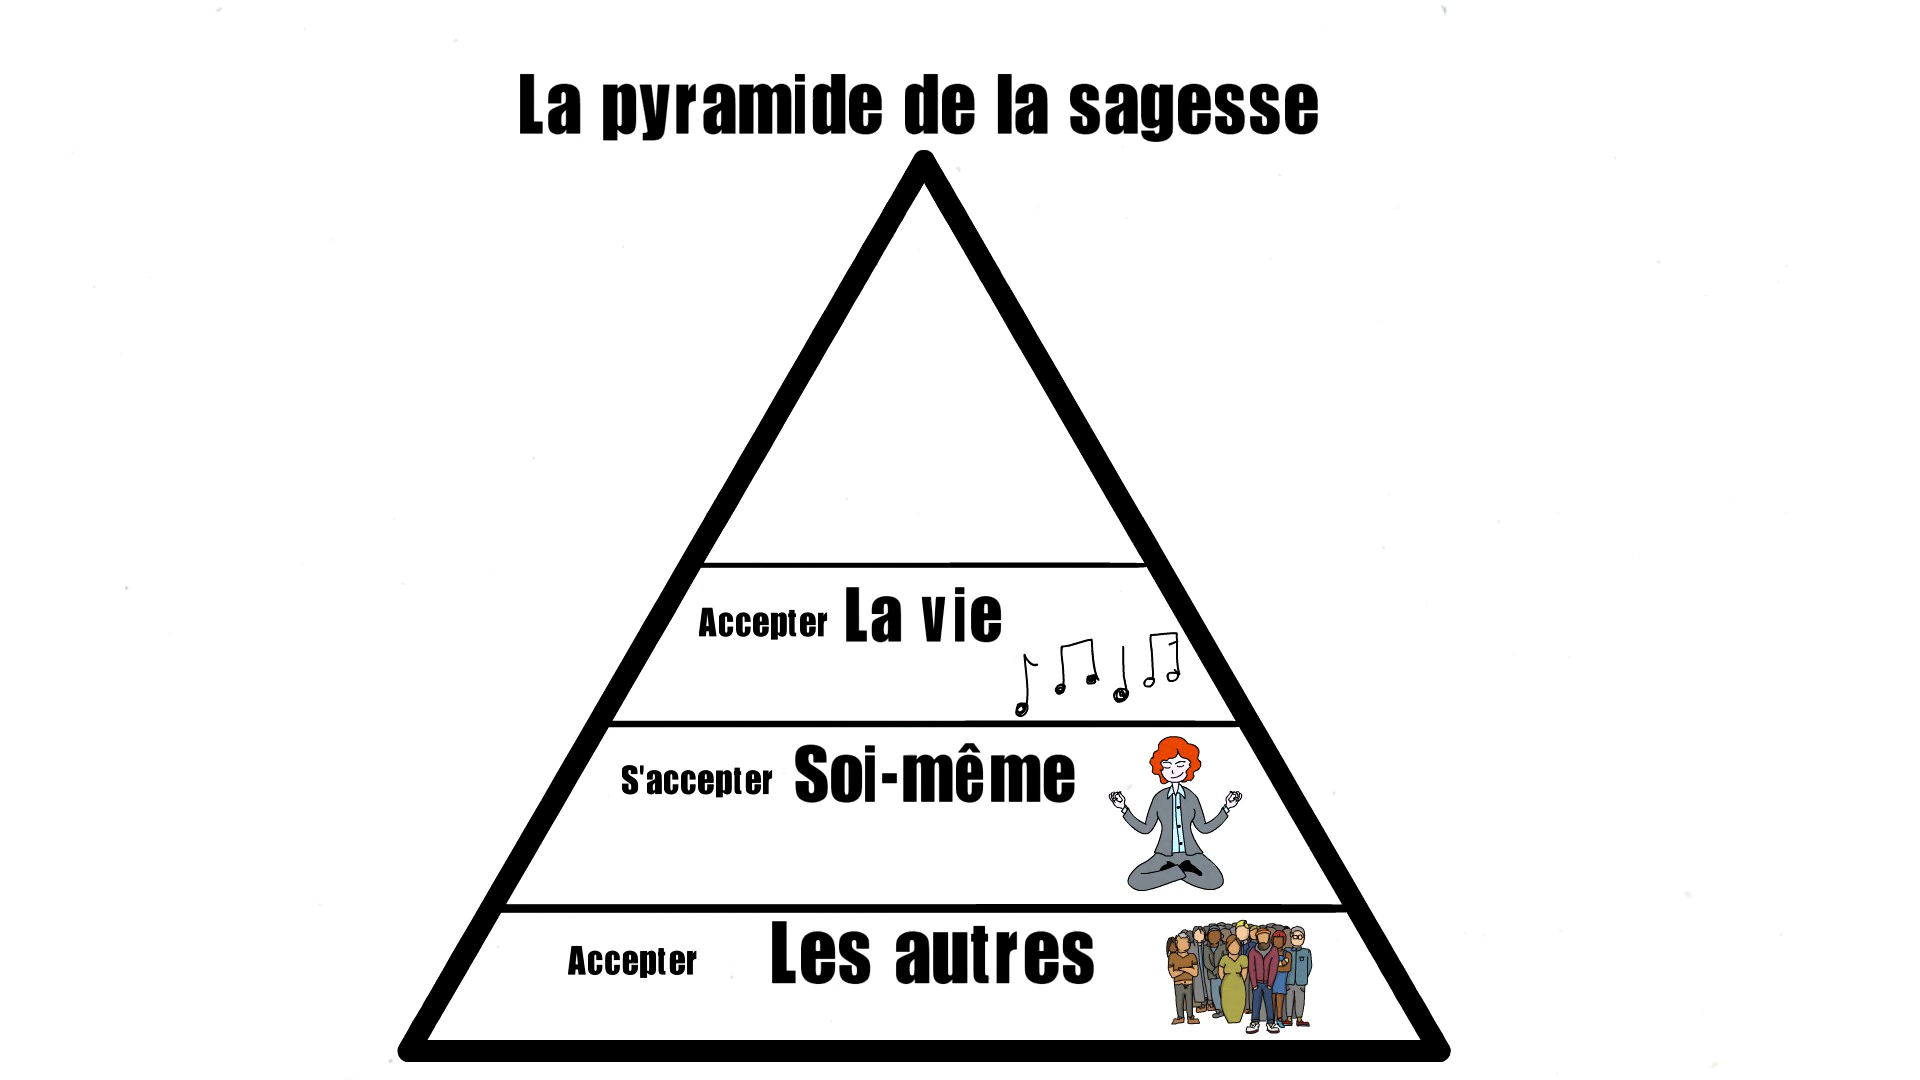 La pyramide de la sagesse
Accepter La vie
S'accepter Soi-même
Accepter Les autres